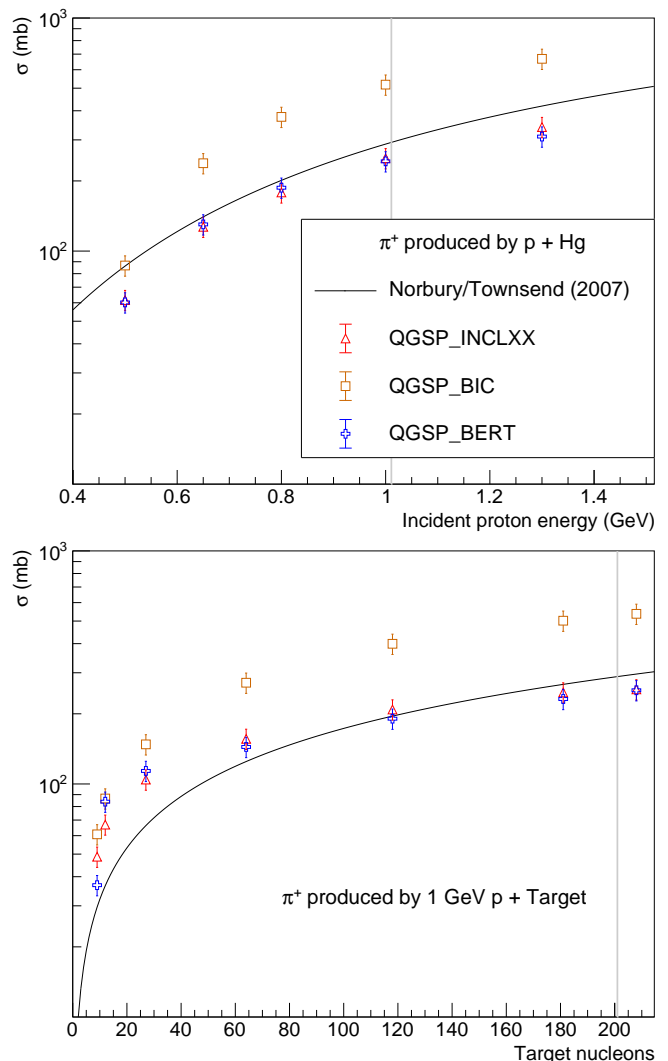 σ (mb)
10³
10²
π⁺ produced by p + Hg
Norbury/Townsend (2007)
QGSP_INCLXX
QGSP_BIC
QGSP_BERT
0.4 0.6 0.8 1 1.2 1.4
Incident proton energy (GeV)
σ (mb)
10³
10²
π⁺ produced by 1 GeV p + Target
0 20 40 60 80 100 120 140 160 180 200
Target nucleons